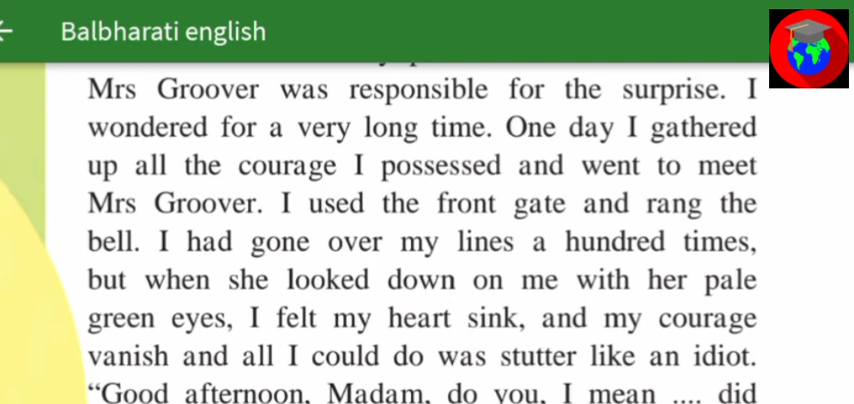 Balbharati english
Mrs Groover was responsible for the surprise. I
wondered for a very long time. One day I gathered
up all the courage I possessed and went to meet
Mrs Groover. I used the front gate and rang the
bell. I had gone over my lines a hundred times,
but when she looked down on me with her pale
green eyes, I felt my heart sink, and my courage
vanish and all I could do was stutter like an idiot.
“Good afternoon, Madam, do you, I mean .... did